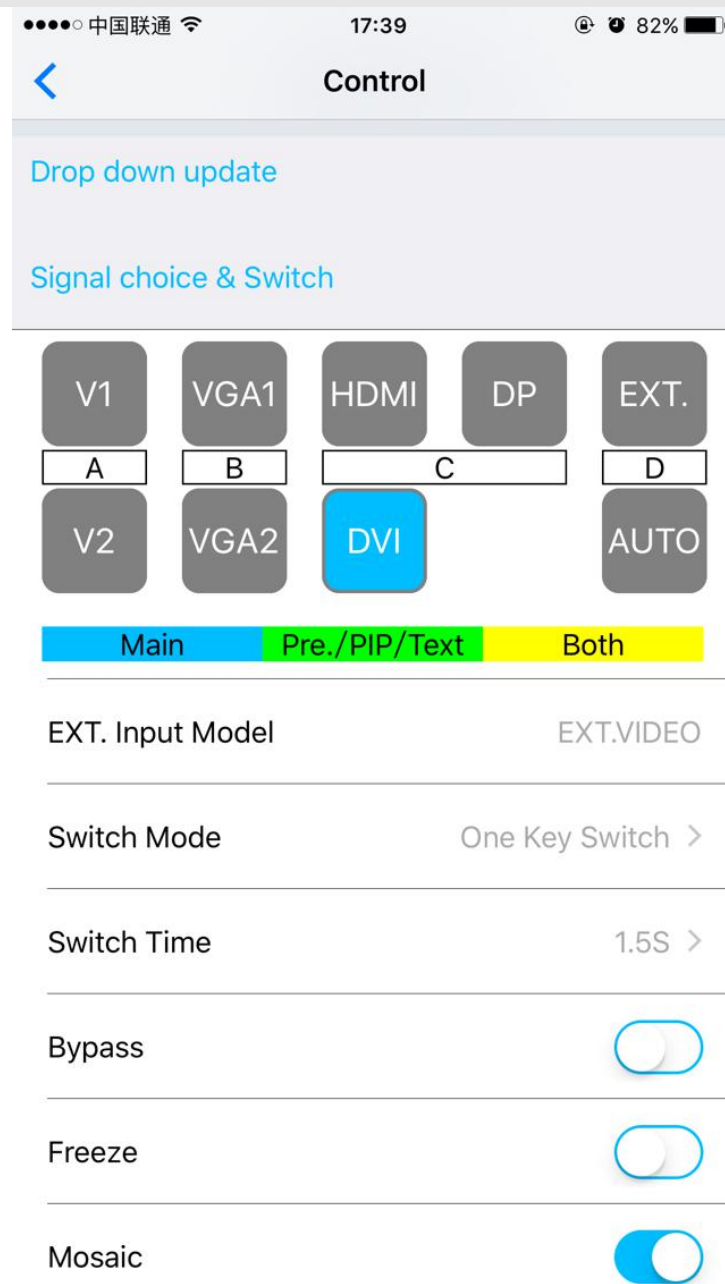 中国联通 17:39 82%
Control
Drop down update
Signal choice & Switch
V1 VGA1 HDMI DP EXT.
A B C D
V2 VGA2 DVI AUTO
Main Pre./PIP/Text Both
EXT. Input Model EXT.VIDEO
Switch Mode One Key Switch >
Switch Time 1.5S >
Bypass
Freeze
Mosaic